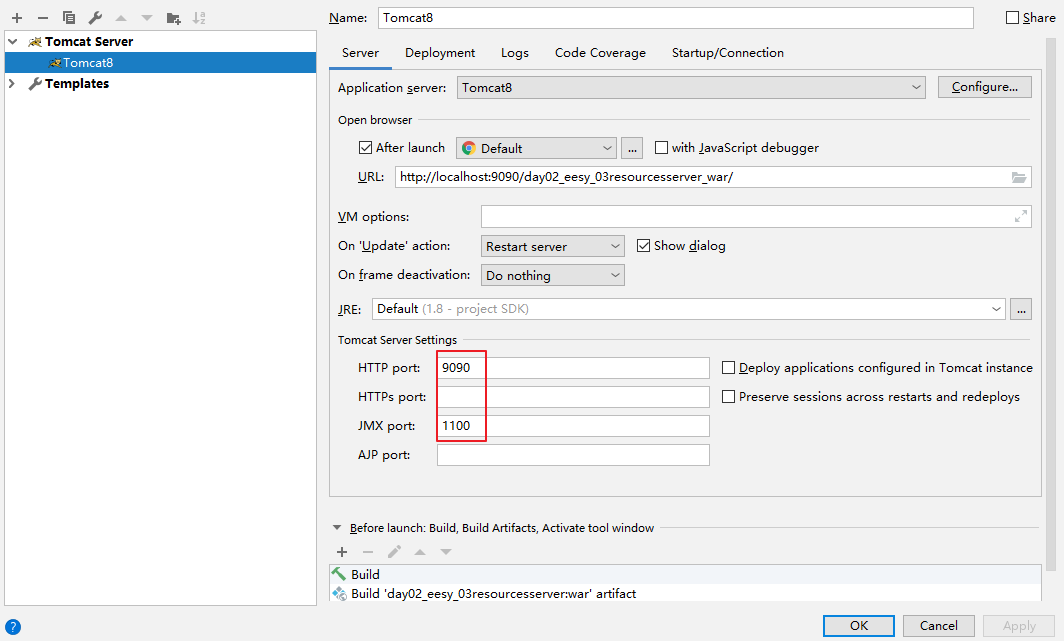 Name: Tomcat8 Share
Tomcat Server
Tomcat8
Templates
Server Deployment Logs Code Coverage Startup/Connection
Application server: Tomcat8 Configure...
Open browser
After launch Default ... with JavaScript debugger
URL: http://localhost:9090/day02_eesy_03resourcesserver_war/
VM options:
On 'Update' action: Restart server Show dialog
On frame deactivation: Do nothing
JRE: Default (1.8 - project SDK) ...
Tomcat Server Settings
HTTP port: 9090 Deploy applications configured in Tomcat instance
HTTPs port: Preserve sessions across restarts and redeploys
JMX port: 1100
AJP port:
Before launch: Build, Build Artifacts, Activate tool window
Build
Build 'day02_eesy_03resourcesserver:war' artifact
? OK Cancel Apply